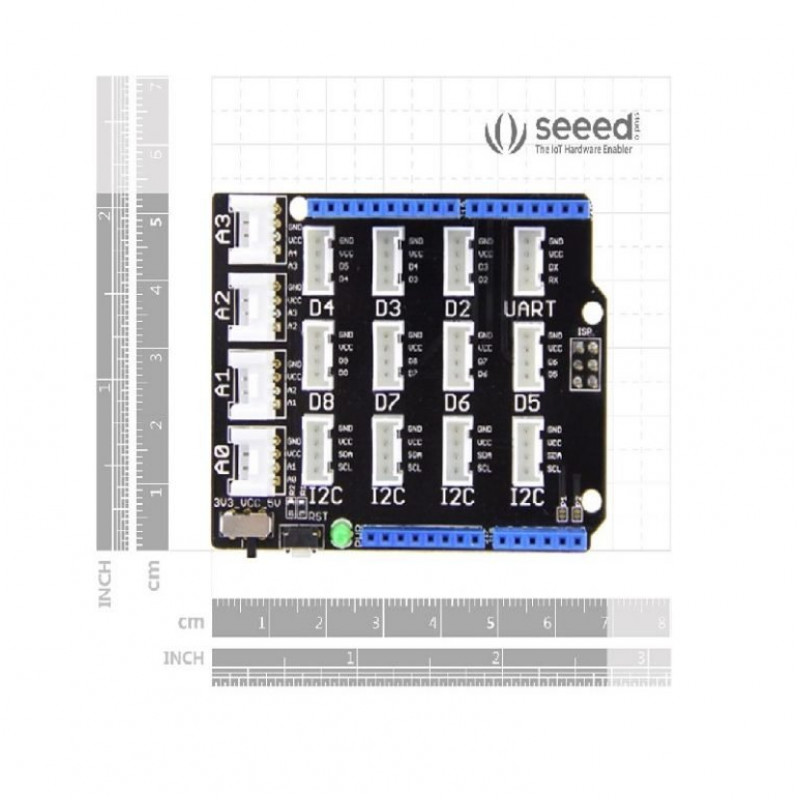 seeed
studio
The IoT Hardware Enabler
7
6
2
5
4
3
1
2
1
INCH
cm
A3
GND
VCC
A4
A3
A2
GND
VCC
A3
A2
A1
GND
VCC
A2
A1
A0
GND
VCC
A1
A0
GND
VCC
D5
D4
D4
GND
VCC
D4
D3
D3
GND
VCC
D3
D2
D2
GND
VCC
DX
RX
UART
GND
VCC
D9
D8
D8
GND
VCC
D8
D7
D7
GND
VCC
D7
D6
D6
GND
VCC
D6
D5
D5
ISP
GND
VCC
SDA
SCL
I2C
GND
VCC
SDA
SCL
I2C
GND
VCC
SDA
SCL
I2C
GND
VCC
SDA
SCL
I2C
3V3_VCC_5V
RST
cm 1 2 3 4 5 6 7 8
INCH 1 2 3